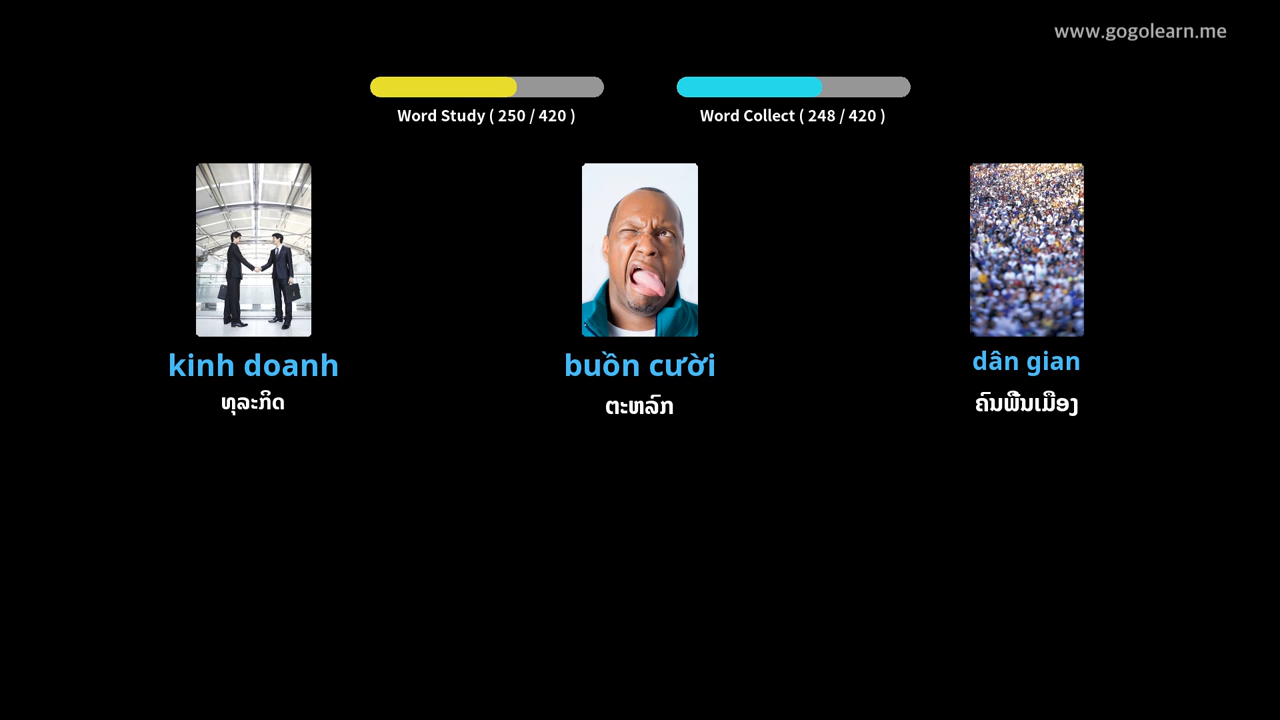 www.gogolearn.me
Word Study ( 250 / 420 )
Word Collect ( 248 / 420 )
kinh doanh
ທຸລະກິດ
buồn cười
ຕະຫລົກ
dân gian
ຄົນພື້ນເມືອງ